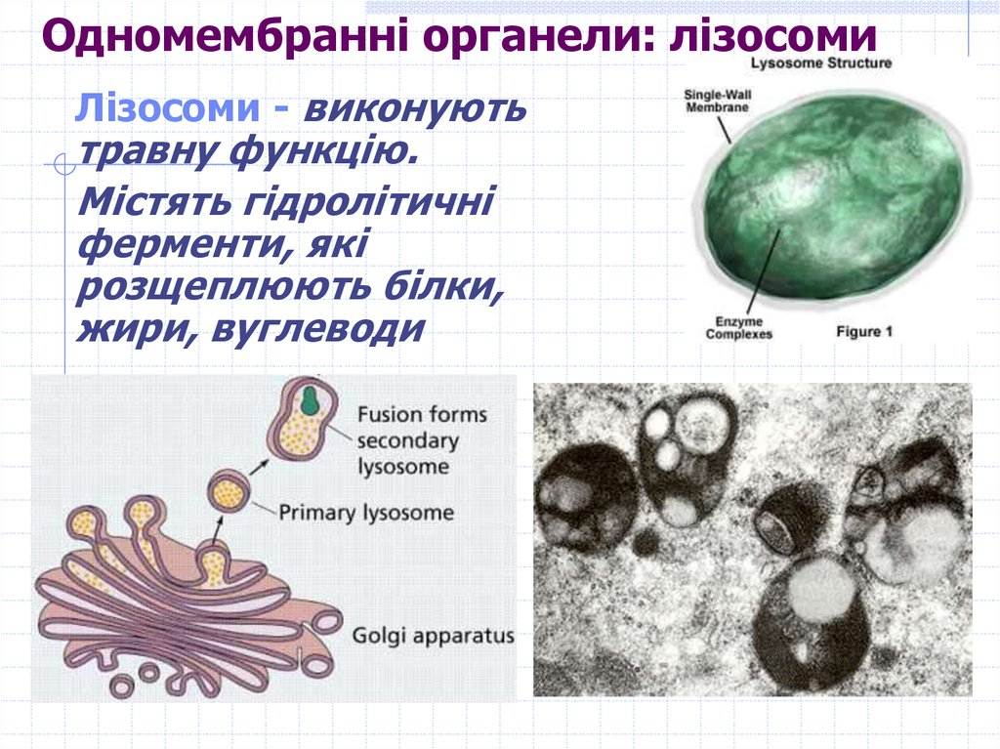 Одномембранні органели: лізосоми
Лізосоми - виконують
травну функцію.
Містять гідролітичні
ферменти, які
розщеплюють білки,
жири, вуглеводи
Lysosome Structure
Single-Wall
Membrane
Enzyme
Complexes
Figure 1
Fusion forms
secondary
lysosome
Primary lysosome
Golgi apparatus